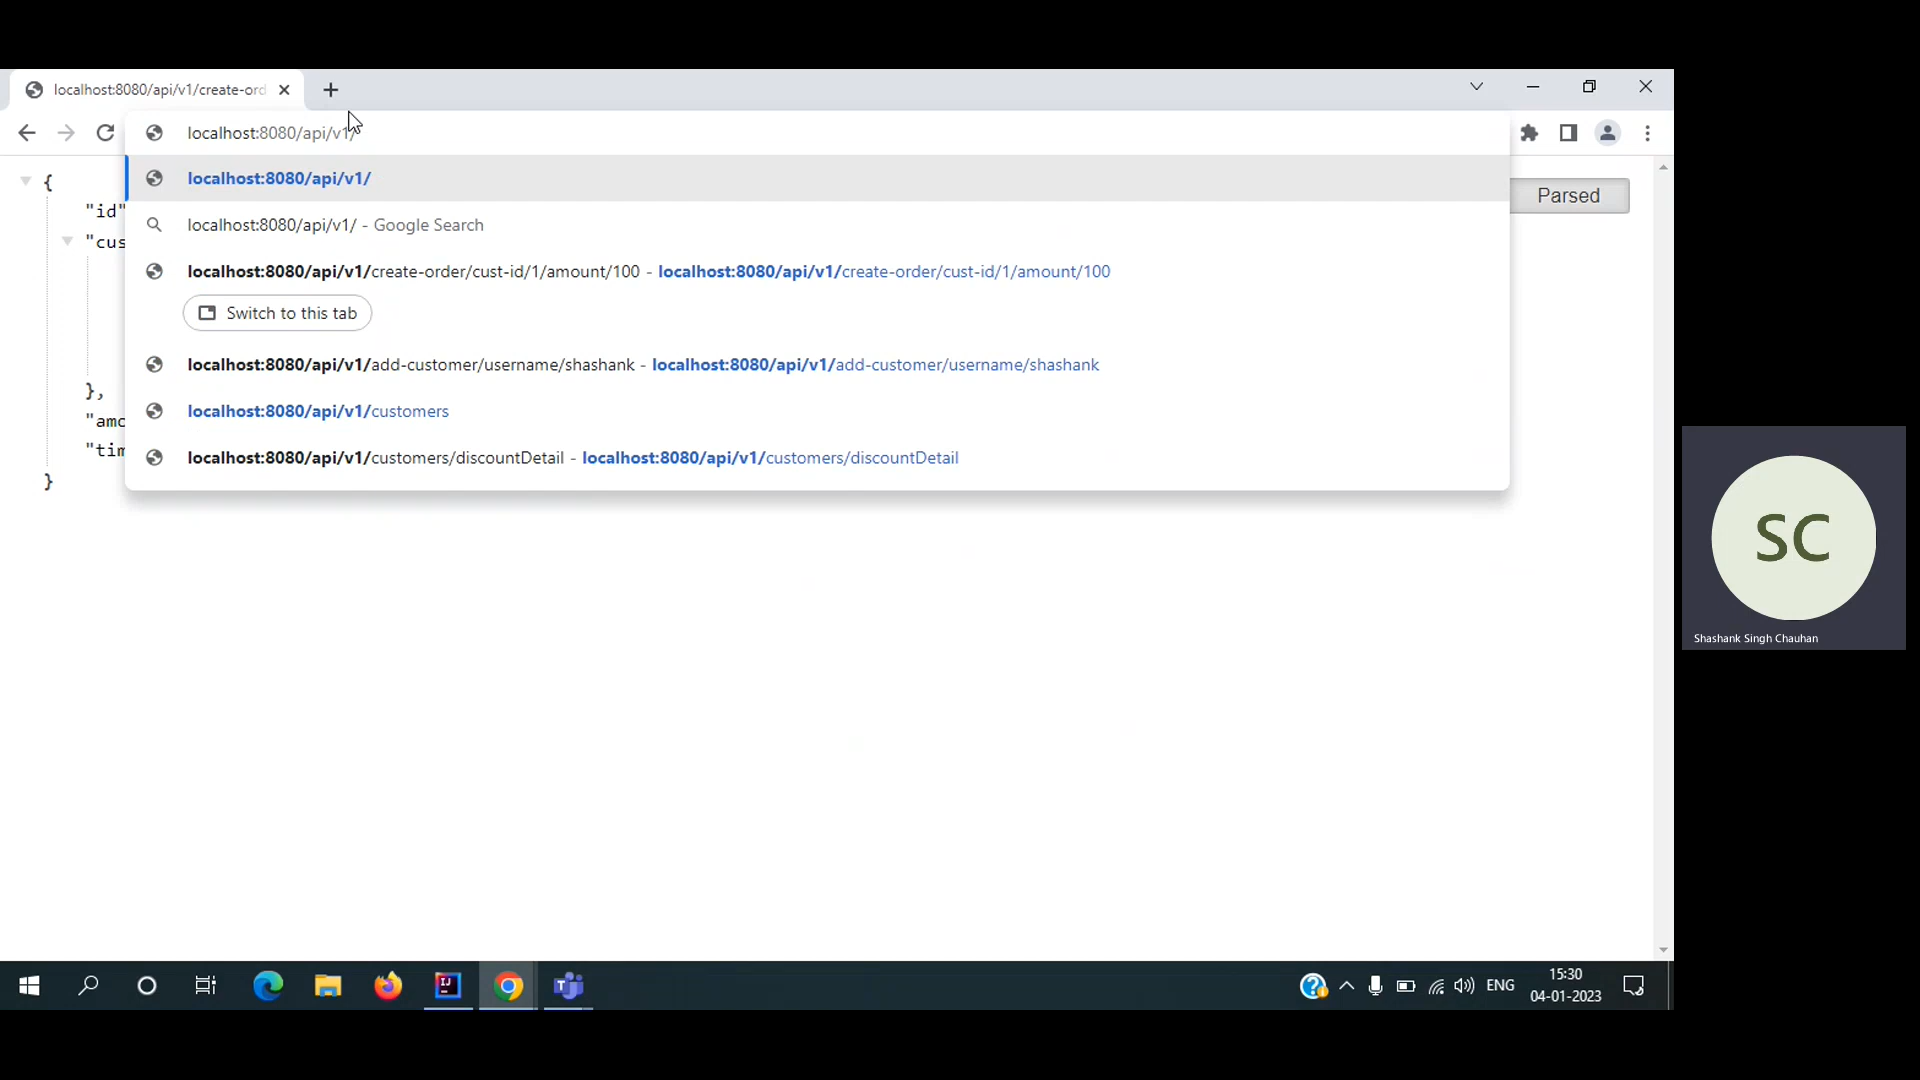 localhost:8080/api/v1/create-ord
localhost:8080/api/v1/
localhost:8080/api/v1/
localhost:8080/api/v1/ - Google Search
localhost:8080/api/v1/create-order/cust-id/1/amount/100 - localhost:8080/api/v1/create-order/cust-id/1/amount/100
Switch to this tab
localhost:8080/api/v1/add-customer/username/shashank - localhost:8080/api/v1/add-customer/username/shashank
localhost:8080/api/v1/customers
localhost:8080/api/v1/customers/discountDetail - localhost:8080/api/v1/customers/discountDetail
Parsed
{
"id"
"cus
},
"amo
"tim
}
SC
Shashank Singh Chauhan
ENG
15:30
04-01-2023